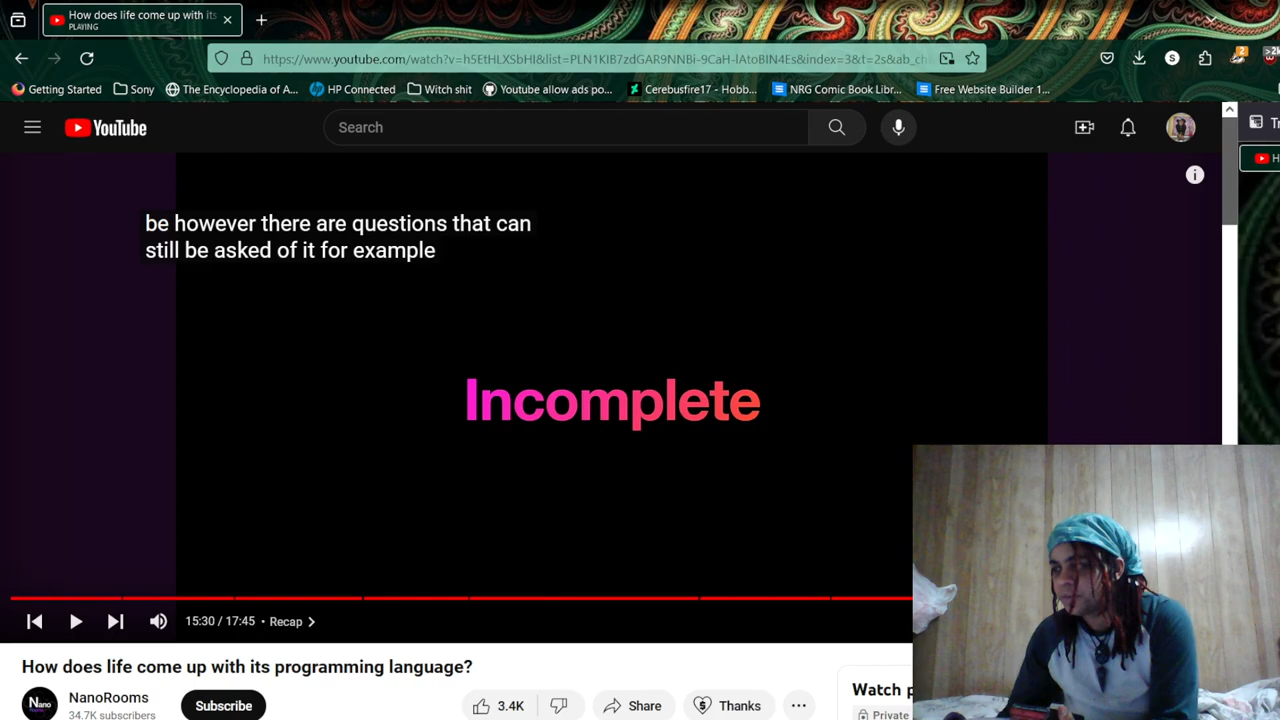 How does life come up with its
PLAYING
https://www.youtube.com/watch?v=h5EtHLXSbHI&list=PLN1KIB7zdGAR9NNBi-9CaH-lAtoBIN4Es&index=3&t=2s&ab_ch
S
2
>2k
Getting Started
Sony
The Encyclopedia of A...
HP Connected
Witch shit
Youtube allow ads po...
Cerebusfire17 - Hobb...
NRG Comic Book Libr...
Free Website Builder 1...
YouTube
Search
Tr
H
be however there are questions that can
still be asked of it for example
Incomplete
15:30 / 17:45 • Recap
How does life come up with its programming language?
Nano
NanoRooms
34.7K subscribers
Subscribe
3.4K
Share
Thanks
Watch p
Private